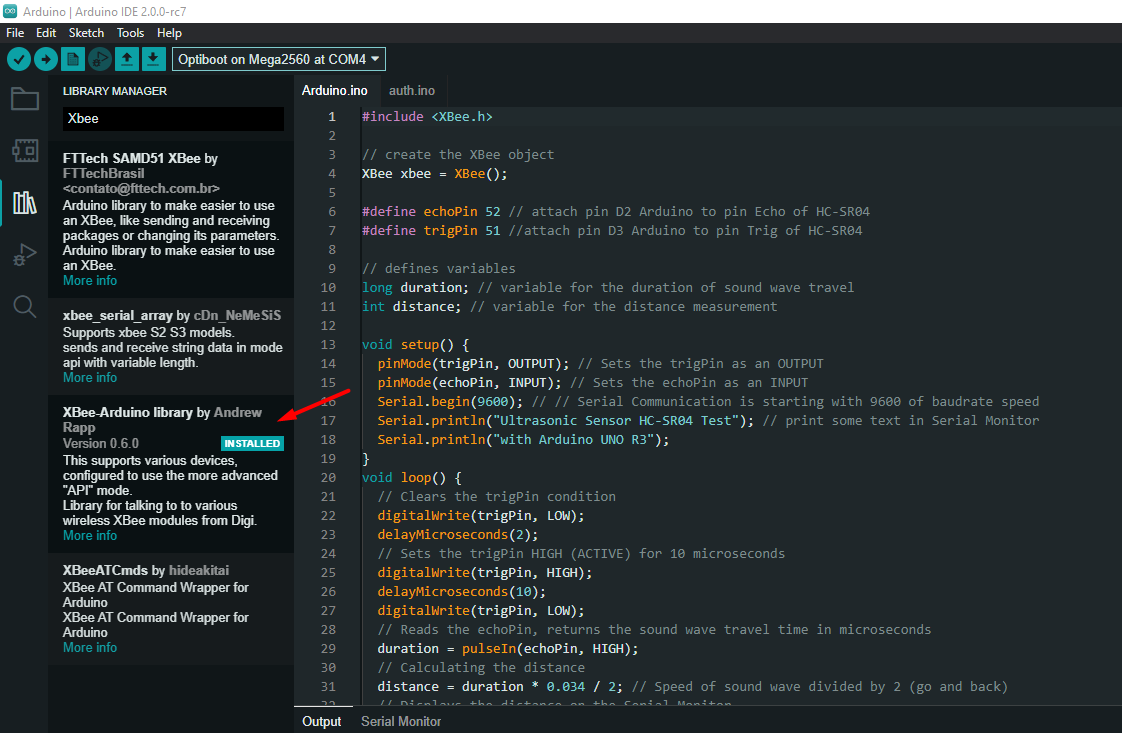 Arduino | Arduino IDE 2.0.0-rc7
File Edit Sketch Tools Help
Optiboot on Mega2560 at COM4
LIBRARY MANAGER
Xbee
FTTech SAMD51 XBee by
FTTechBrasil
<contato@fttech.com.br>
Arduino library to make easier to use
an XBee, like sending and receiving
packages or changing its parameters.
Arduino library to make easier to use
an XBee.
More info
xbee_serial_array by cDn_NeMeSiS
Supports xbee S2 S3 models.
sends and receive string data in mode
api with variable length.
More info
XBee-Arduino library by Andrew
Rapp
Version 0.6.0
INSTALLED
This supports various devices,
configured to use the more advanced
"API" mode.
Library for talking to to various
wireless XBee modules from Digi.
More info
XBeeATCmds by hideakitai
XBee AT Command Wrapper for
Arduino
XBee AT Command Wrapper for
Arduino
More info
Arduino.ino auth.ino
1 #include <XBee.h>
2
3 // create the XBee object
4 XBee xbee = XBee();
5
6 #define echoPin 52 // attach pin D2 Arduino to pin Echo of HC-SR04
7 #define trigPin 51 //attach pin D3 Arduino to pin Trig of HC-SR04
8
9 // defines variables
10 long duration; // variable for the duration of sound wave travel
11 int distance; // variable for the distance measurement
12
13 void setup() {
14 pinMode(trigPin, OUTPUT); // Sets the trigPin as an OUTPUT
15 pinMode(echoPin, INPUT); // Sets the echoPin as an INPUT
16 Serial.begin(9600); // // Serial Communication is starting with 9600 of baudrate speed
17 Serial.println("Ultrasonic Sensor HC-SR04 Test"); // print some text in Serial Monitor
18 Serial.println("with Arduino UNO R3");
19 }
20 void loop() {
21 // Clears the trigPin condition
22 digitalWrite(trigPin, LOW);
23 delayMicroseconds(2);
24 // Sets the trigPin HIGH (ACTIVE) for 10 microseconds
25 digitalWrite(trigPin, HIGH);
26 delayMicroseconds(10);
27 digitalWrite(trigPin, LOW);
28 // Reads the echoPin, returns the sound wave travel time in microseconds
29 duration = pulseIn(echoPin, HIGH);
30 // Calculating the distance
31 distance = duration * 0.034 / 2; // Speed of sound wave divided by 2 (go and back)
32 // Displays the distance on the Serial Monitor
Output Serial Monitor